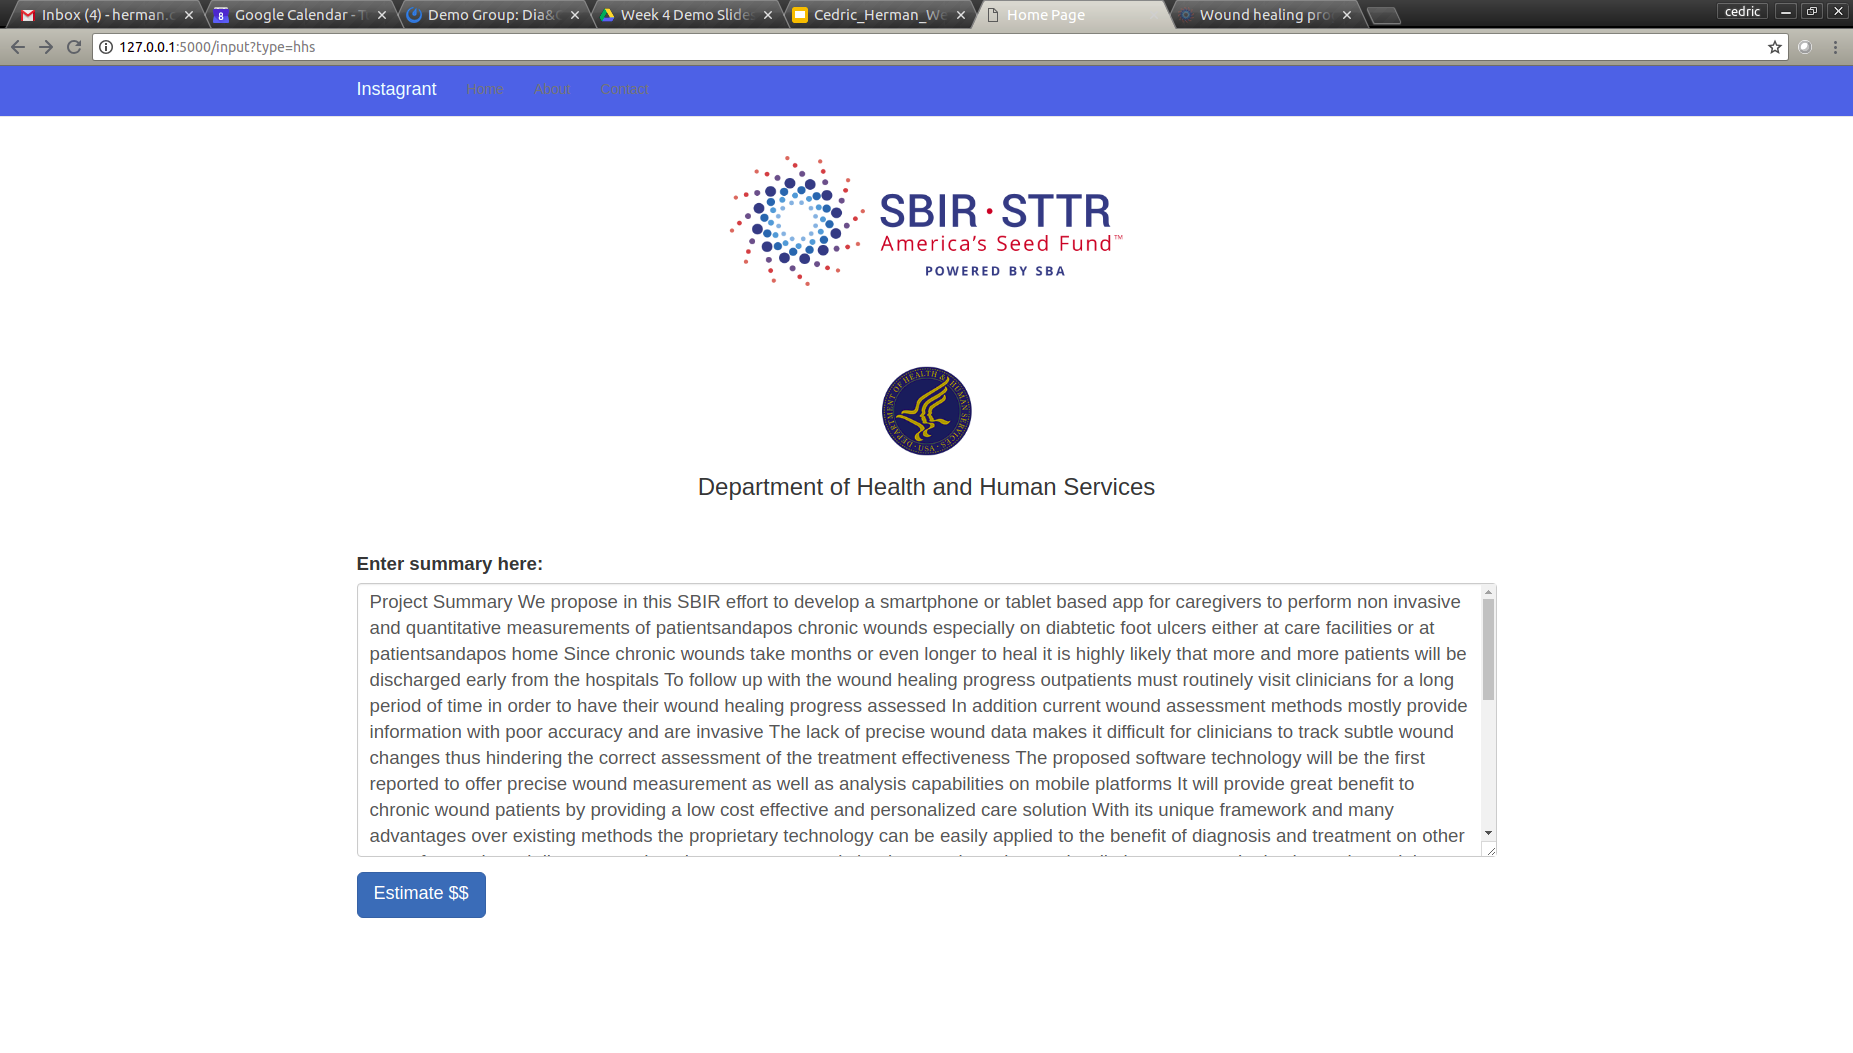 Inbox (4) - herman.c
Google Calendar - T
Demo Group: Dia&C
Week 4 Demo Slides
Cedric_Herman_We
Home Page
Wound healing pro
cedric
127.0.0.1:5000/input?type=hhs
Instagrant Home About Contact
SBIR·STTR
America's Seed Fund™
POWERED BY SBA
DEPARTMENT OF HEALTH & HUMAN SERVICES · USA
Department of Health and Human Services
Enter summary here:
Project Summary We propose in this SBIR effort to develop a smartphone or tablet based app for caregivers to perform non invasive
and quantitative measurements of patientsandapos chronic wounds especially on diabtetic foot ulcers either at care facilities or at
patientsandapos home Since chronic wounds take months or even longer to heal it is highly likely that more and more patients will be
discharged early from the hospitals To follow up with the wound healing progress outpatients must routinely visit clinicians for a long
period of time in order to have their wound healing progress assessed In addition current wound assessment methods mostly provide
information with poor accuracy and are invasive The lack of precise wound data makes it difficult for clinicians to track subtle wound
changes thus hindering the correct assessment of the treatment effectiveness The proposed software technology will be the first
reported to offer precise wound measurement as well as analysis capabilities on mobile platforms It will provide great benefit to
chronic wound patients by providing a low cost effective and personalized care solution With its unique framework and many
advantages over existing methods the proprietary technology can be easily applied to the benefit of diagnosis and treatment on other
Estimate $$